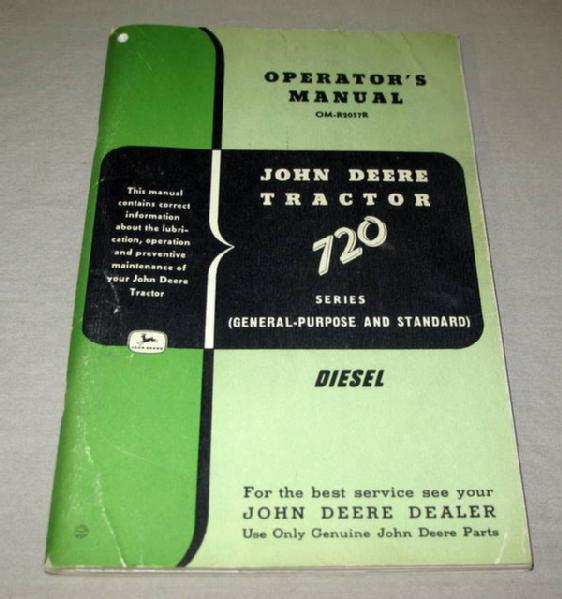 OPERATOR'S
MANUAL
OM-R2057R
This manual
contains correct
information
about the lubri-
cation, operation
and preventive
maintenance of
your John Deere
Tractor
JOHN DEERE
TRACTOR
720
SERIES
(GENERAL-PURPOSE AND STANDARD)
JOHN DEERE
DIESEL
For the best service see your
JOHN DEERE DEALER
Use Only Genuine John Deere Parts